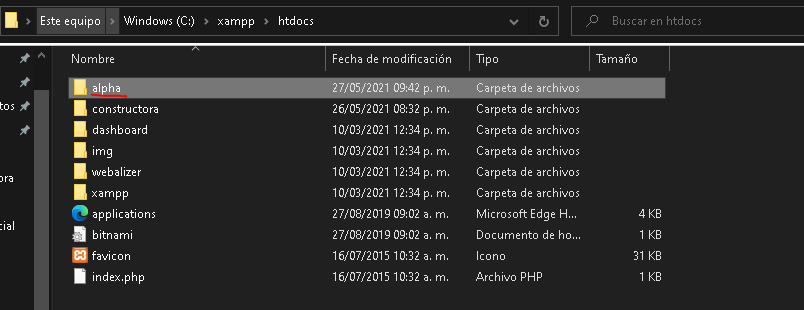 Este equipo > Windows (C:) > xampp > htdocs
Buscar en htdocs
Nombre Fecha de modificación Tipo Tamaño
alpha 27/05/2021 09:42 p. m. Carpeta de archivos
constructora 26/05/2021 08:32 p. m. Carpeta de archivos
tos
dashboard 10/03/2021 12:34 p. m. Carpeta de archivos
img 10/03/2021 12:34 p. m. Carpeta de archivos
webalizer 10/03/2021 12:34 p. m. Carpeta de archivos
ora
xampp 10/03/2021 12:34 p. m. Carpeta de archivos
applications 27/08/2019 09:02 a. m. Microsoft Edge H... 4 KB
cial
bitnami 27/08/2019 09:02 a. m. Documento de ho... 1 KB
favicon 16/07/2015 10:32 a. m. Icono 31 KB
index.php 16/07/2015 10:32 a. m. Archivo PHP 1 KB